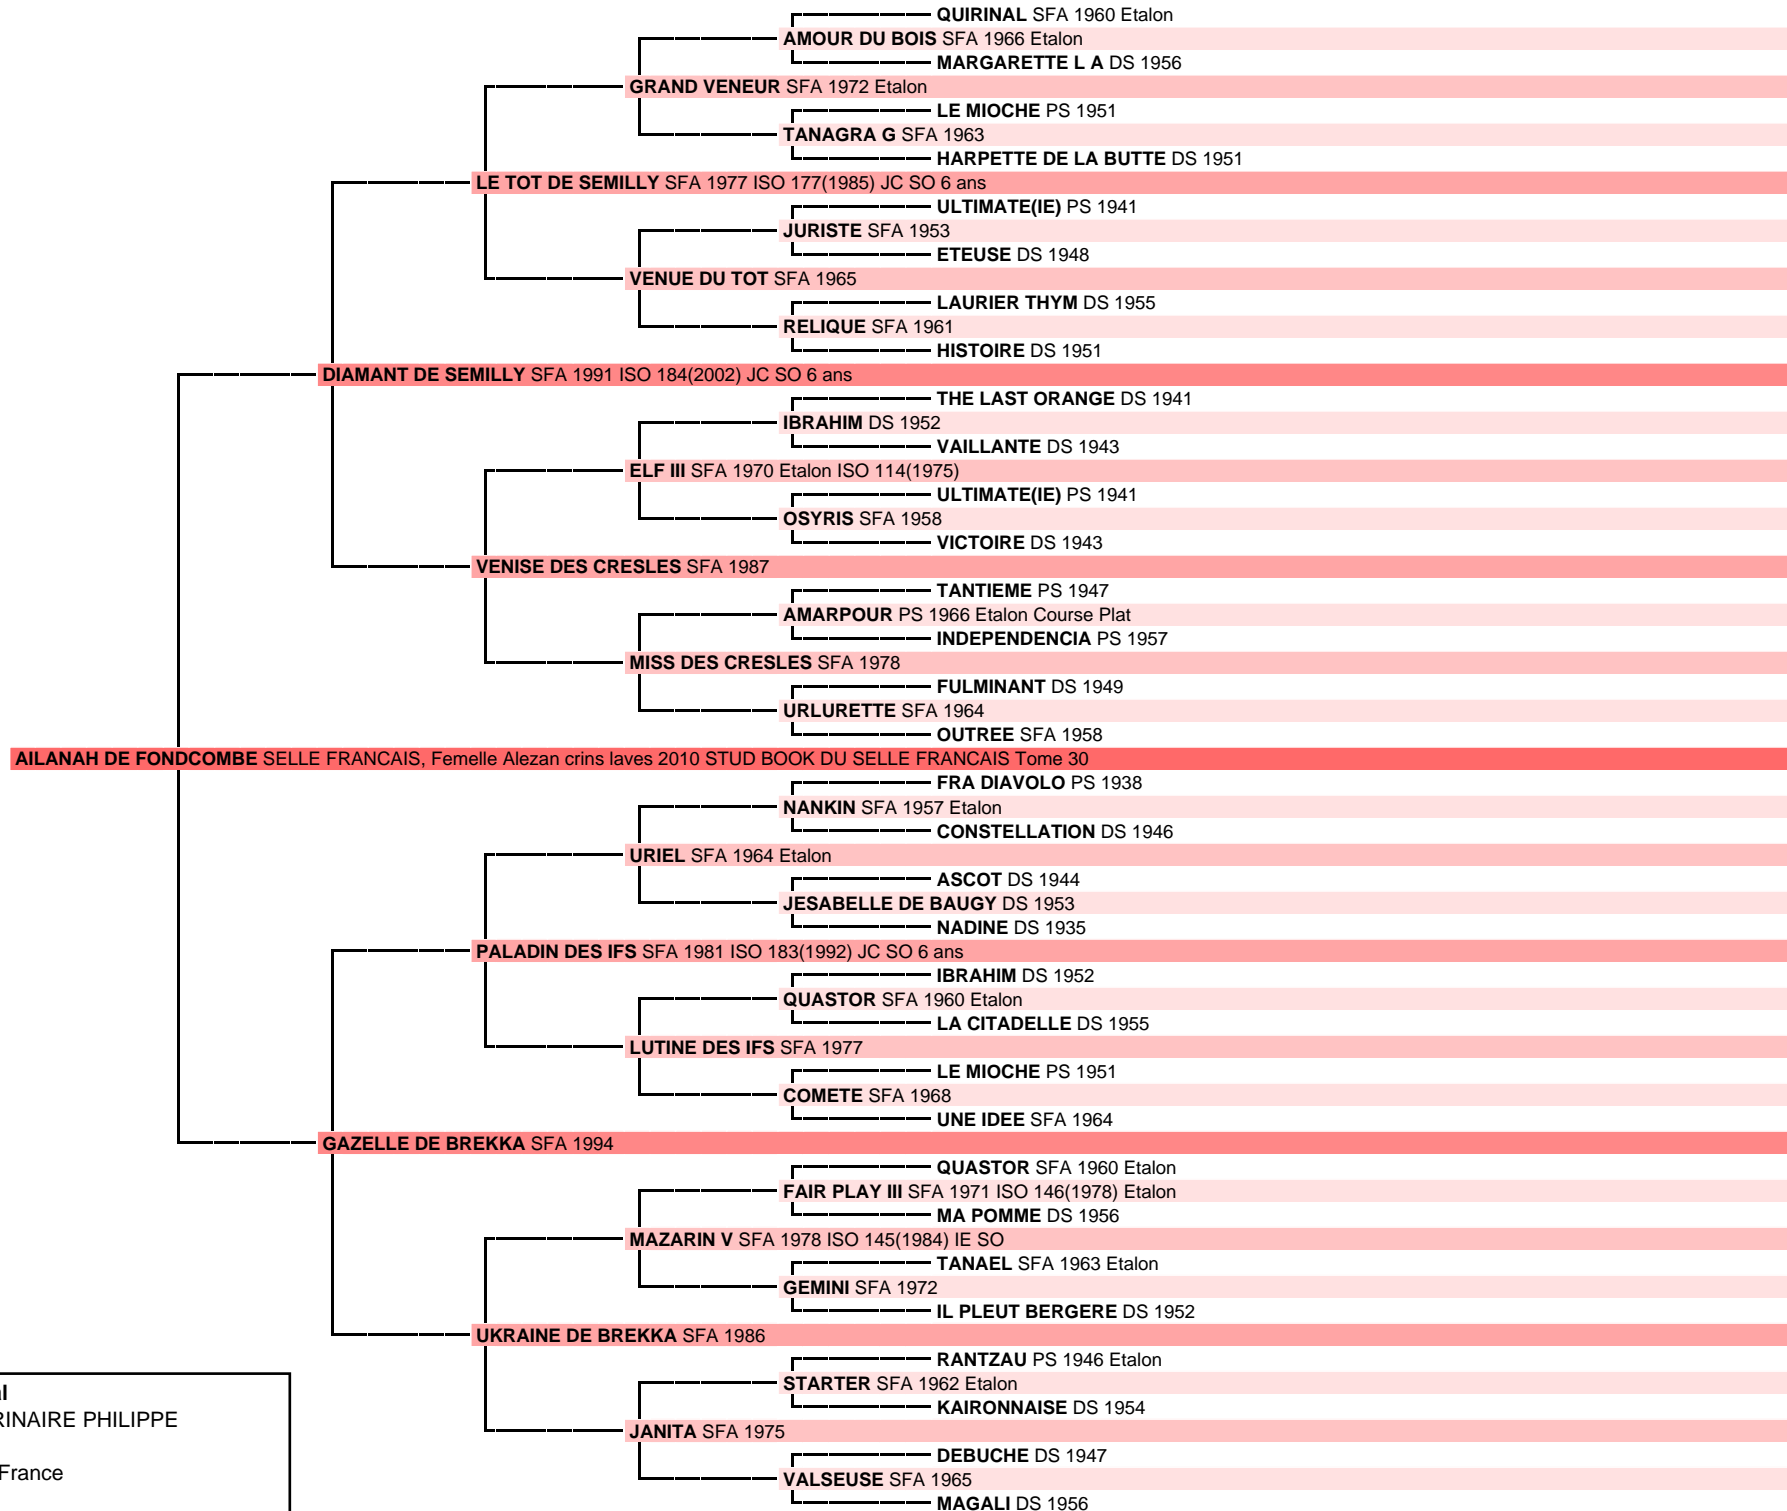 QUIRINAL SFA 1960 Etalon
AMOUR DU BOIS SFA 1966 Etalon
MARGARETTE L A DS 1956
GRAND VENEUR SFA 1972 Etalon
LE MIOCHE PS 1951
TANAGRA G SFA 1963
HARPETTE DE LA BUTTE DS 1951
LE TOT DE SEMILLY SFA 1977 ISO 177(1985) JC SO 6 ans
ULTIMATE(IE) PS 1941
JURISTE SFA 1953
ETEUSE DS 1948
VENUE DU TOT SFA 1965
LAURIER THYM DS 1955
RELIQUE SFA 1961
HISTOIRE DS 1951
DIAMANT DE SEMILLY SFA 1991 ISO 184(2002) JC SO 6 ans
THE LAST ORANGE DS 1941
IBRAHIM DS 1952
VAILLANTE DS 1943
ELF III SFA 1970 Etalon ISO 114(1975)
ULTIMATE(IE) PS 1941
OSYRIS SFA 1958
VICTOIRE DS 1943
VENISE DES CRESLES SFA 1987
TANTIEME PS 1947
AMARPOUR PS 1966 Etalon Course Plat
INDEPENDENCIA PS 1957
MISS DES CRESLES SFA 1978
FULMINANT DS 1949
URLURETTE SFA 1964
OUTREE SFA 1958
AILANAH DE FONDCOMBE SELLE FRANCAIS, Femelle Alezan crins laves 2010 STUD BOOK DU SELLE FRANCAIS Tome 30
FRA DIAVOLO PS 1938
NANKIN SFA 1957 Etalon
CONSTELLATION DS 1946
URIEL SFA 1964 Etalon
ASCOT DS 1944
JESABELLE DE BAUGY DS 1953
NADINE DS 1935
PALADIN DES IFS SFA 1981 ISO 183(1992) JC SO 6 ans
IBRAHIM DS 1952
QUASTOR SFA 1960 Etalon
LA CITADELLE DS 1955
LUTINE DES IFS SFA 1977
LE MIOCHE PS 1951
COMETE SFA 1968
UNE IDEE SFA 1964
GAZELLE DE BREKKA SFA 1994
QUASTOR SFA 1960 Etalon
FAIR PLAY III SFA 1971 ISO 146(1978) Etalon
MA POMME DS 1956
MAZARIN V SFA 1978 ISO 145(1984) IE SO
TANAEL SFA 1963 Etalon
GEMINI SFA 1972
IL PLEUT BERGERE DS 1952
UKRAINE DE BREKKA SFA 1986
RANTZAU PS 1946 Etalon
STARTER SFA 1962 Etalon
KAIRONNAISE DS 1954
JANITA SFA 1975
DEBUCHE DS 1947
VALSEUSE SFA 1965
MAGALI DS 1956
PHILIPPE
France